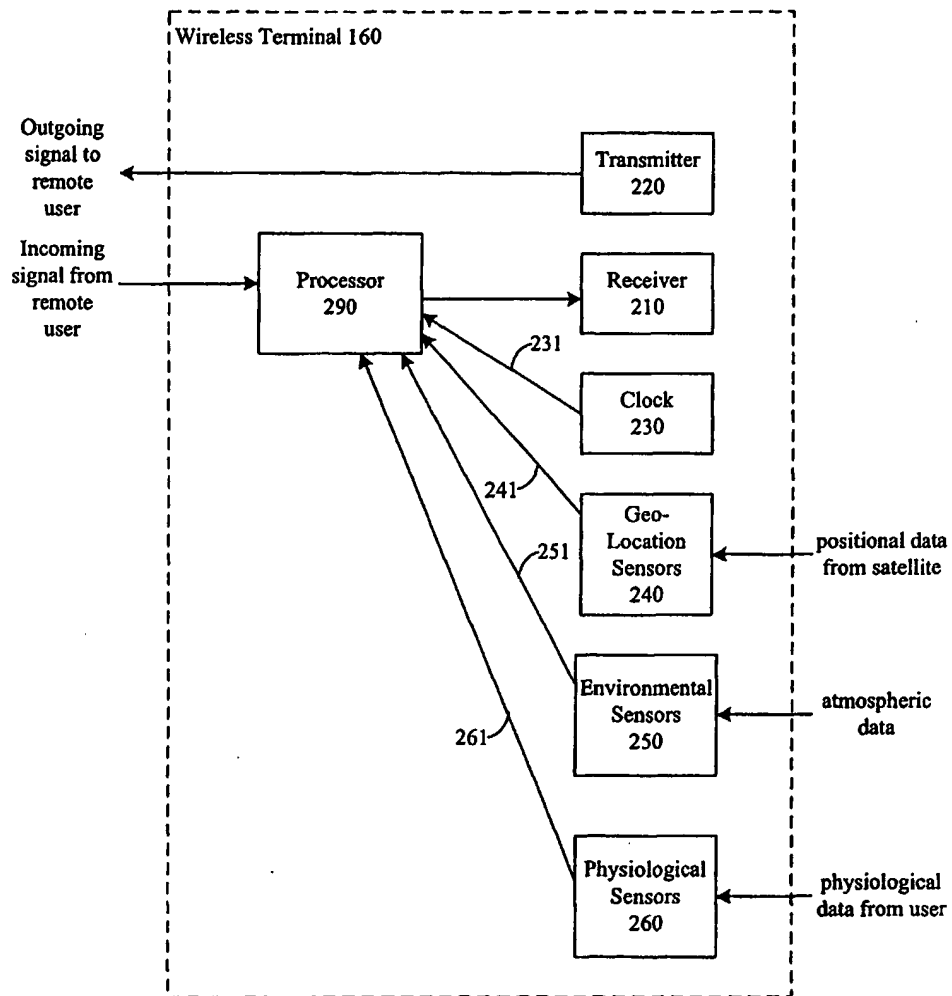 Wireless Terminal 160
Outgoing
signal to
remote
user
Transmitter
220
Incoming
signal from
remote
user
Processor
290
Receiver
210
231
Clock
230
241
Geo-
Location
Sensors
240
positional data
from satellite
251
Environmental
Sensors
250
atmospheric
data
261
Physiological
Sensors
260
physiological
data from user